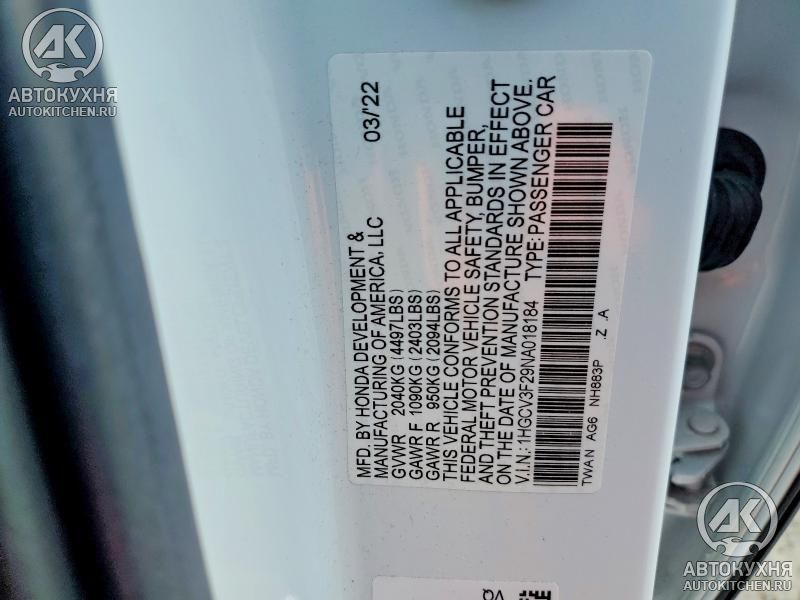 АК
АВТОКУХНЯ
AUTOKITCHEN.RU
MFD. BY HONDA DEVELOPMENT & 03/'22
MANUFACTURING OF AMERICA, LLC
GVWR 2040KG (4497LBS)
GAWR F 1090KG (2403LBS)
GAWR R 950KG (2094LBS)
THIS VEHICLE CONFORMS TO ALL APPLICABLE
FEDERAL MOTOR VEHICLE SAFETY, BUMPER,
AND THEFT PREVENTION STANDARDS IN EFFECT
ON THE DATE OF MANUFACTURE SHOWN ABOVE.
V.I.N.: 1HGCV3F29NA018184 TYPE:PASSENGER CAR
TWAN AG6 NH883P .Z .A
АК
АВТОКУХНЯ
AUTOKITCHEN.RU